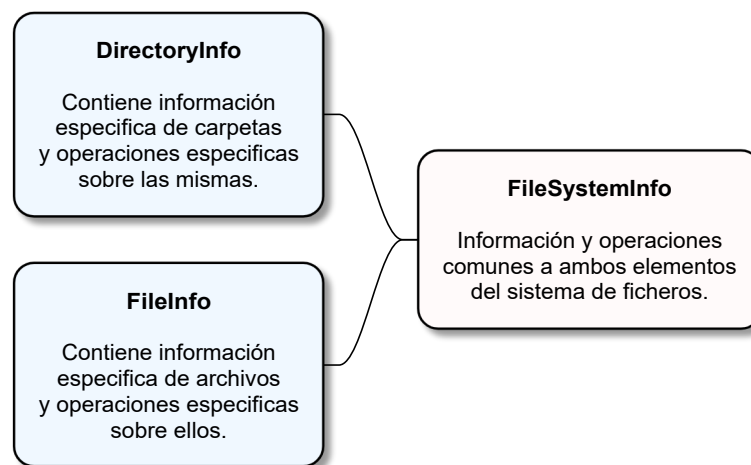 DirectoryInfo
Contiene información
especifica de carpetas
y operaciones especificas
sobre las mismas.
FileInfo
Contiene información
especifica de archivos
y operaciones especificas
sobre ellos.
FileSystemInfo
Información y operaciones
comunes a ambos elementos
del sistema de ficheros.